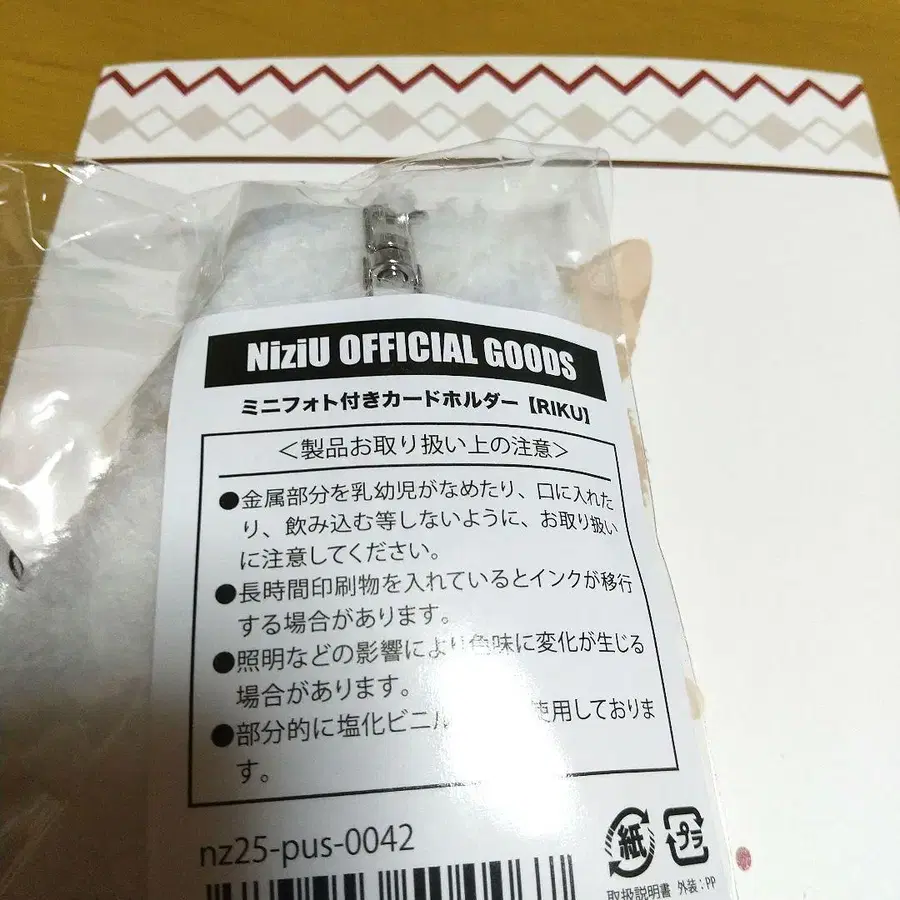 NiziU OFFICIAL GOODS
ミニフォト付きカードホルダー【RIKU】
＜製品お取り扱い上の注意＞
●金属部分を乳幼児がなめたり、口に入れた
り、飲み込む等しないように、お取り扱い
に注意してください。
●長時間印刷物を入れているとインクが移行
する場合があります。
●照明などの影響により色味に変化が生じる
場合があります。
●部分的に塩化ビニル 使用しておりま
す。
nz25-pus-0042
紙 プラ
取扱説明書 外装：PP